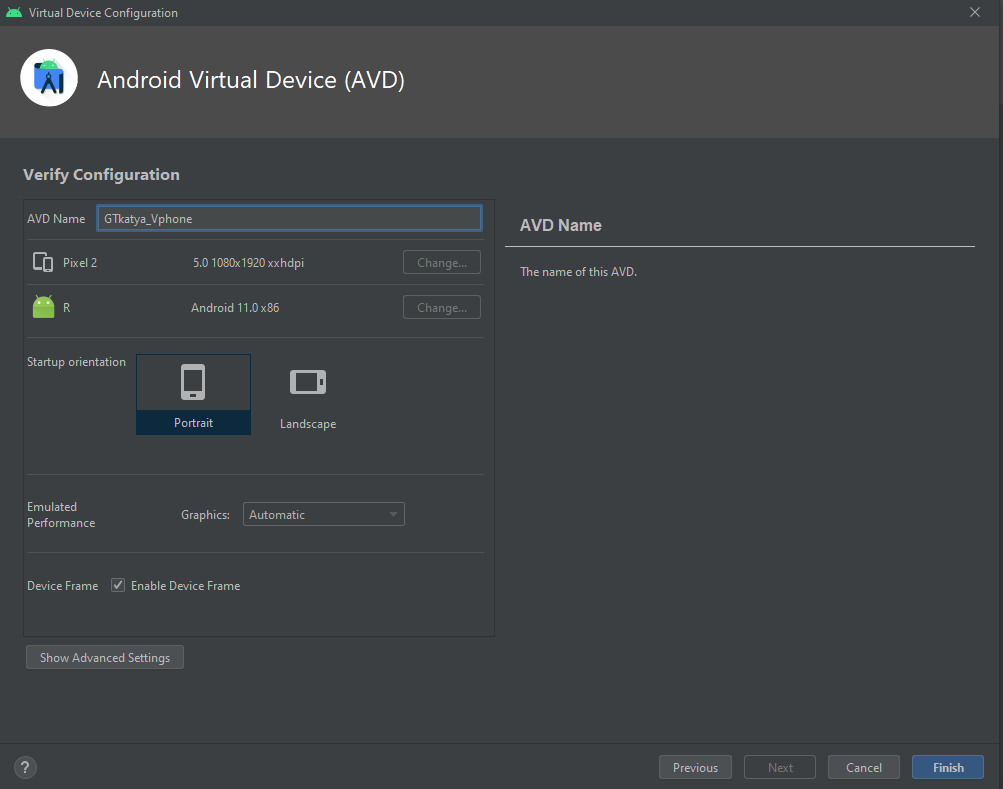 Virtual Device Configuration
Android Virtual Device (AVD)
Verify Configuration
AVD Name GTkatya_Vphone
Pixel 2 5.0 1080x1920 xxhdpi Change...
R Android 11.0 x86 Change...
Startup orientation
Portrait
Landscape
Emulated
Performance
Graphics: Automatic
Device Frame Enable Device Frame
Show Advanced Settings
AVD Name
The name of this AVD.
? Previous Next Cancel Finish